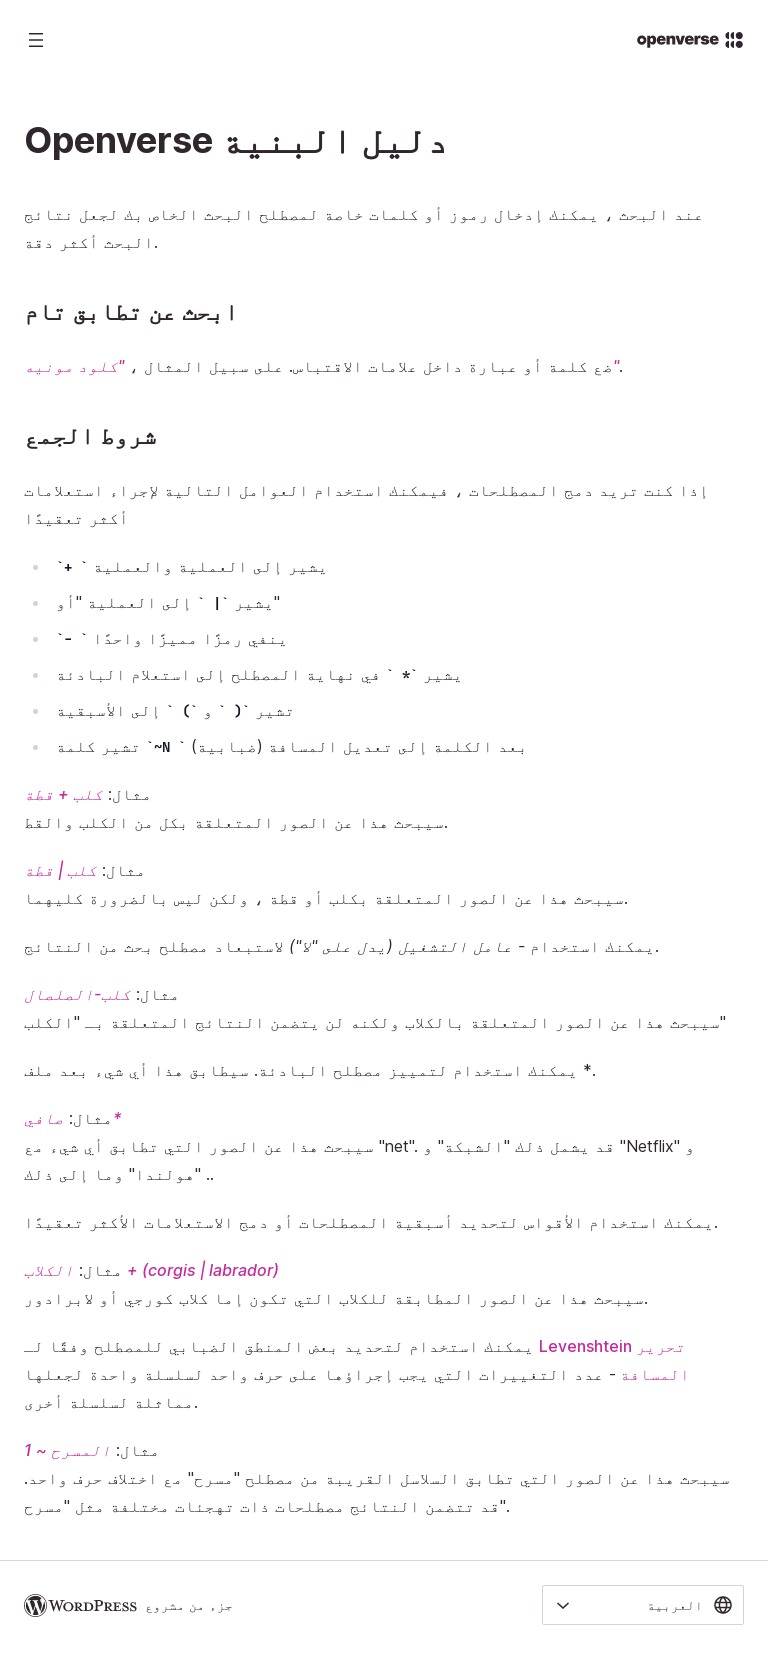 openverse
Openverse دليل البنية
عند البحث ، يمكنك إدخال رموز أو كلمات خاصة لمصطلح البحث الخاص بك لجعل نتائج
البحث أكثر دقة.
ابحث عن تطابق تام
ضع كلمة أو عبارة داخل علامات الاقتباس. على سبيل المثال ، "كلود مونيه".
شروط الجمع
إذا كنت تريد دمج المصطلحات ، فيمكنك استخدام العوامل التالية لإجراء استعلامات
أكثر تعقيدًا
`+ ` يشير إلى العملية والعملية
يشير `| ` إلى العملية "أو"
`- ` ينفي رمزًا مميزًا واحدًا
يشير `* ` في نهاية المصطلح إلى استعلام البادئة
تشير `( ` و `) ` إلى الأسبقية
تشير كلمة `~N ` بعد الكلمة إلى تعديل المسافة (ضبابية)
مثال: كلب + قطة
سيبحث هذا عن الصور المتعلقة بكل من الكلب والقط.
مثال: كلب | قطة
سيبحث هذا عن الصور المتعلقة بكلب أو قطة ، ولكن ليس بالضرورة كليهما.
يمكنك استخدام - عامل التشغيل (يدل على "لا") لاستبعاد مصطلح بحث من النتائج.
مثال: كلب-الصلصال
سيبحث هذا عن الصور المتعلقة بالكلاب ولكنه لن يتضمن النتائج المتعلقة بـ "الكلب"
يمكنك استخدام لتمييز مصطلح البادئة. سيطابق هذا أي شيء بعد ملف *.
مثال: صافي*
سيبحث هذا عن الصور التي تطابق أي شيء مع "net". قد يشمل ذلك "الشبكة" و "Netflix" و
"هولندا" وما إلى ذلك ..
يمكنك استخدام الأقواس لتحديد أسبقية المصطلحات أو دمج الاستعلامات الأكثر تعقيدًا.
مثال: الكلاب + (corgis | labrador)
سيبحث هذا عن الصور المطابقة للكلاب التي تكون إما كلاب كورجي أو لابرادور.
يمكنك استخدام لتحديد بعض المنطق الضبابي للمصطلح وفقًا لـ Levenshtein تحرير
المسافة - عدد التغييرات التي يجب إجراؤها على حرف واحد لسلسلة واحدة لجعلها
مماثلة لسلسلة أخرى.
مثال: المسرح ~ 1
سيبحث هذا عن الصور التي تطابق السلاسل القريبة من مصطلح "مسرح" مع اختلاف حرف واحد.
قد تتضمن النتائج مصطلحات ذات تهجئات مختلفة مثل "مسرح".
جزء من مشروع WORDPRESS
العربية